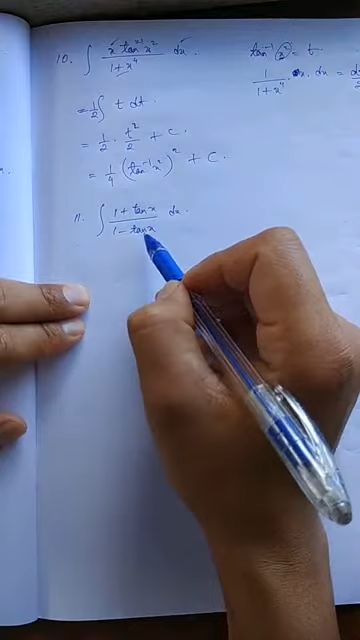 10. ∫ x tan⁻¹ x² / 1 + x⁴ dx
tan⁻¹ x² = t
1 / 1 + x⁴ · x · dx = d
= 1/2 ∫ t dt.
= 1/2 · t²/2 + c.
= 1/4 (tan⁻¹ x²)² + c.
11. ∫ 1 + tan x / 1 − tan x dx.